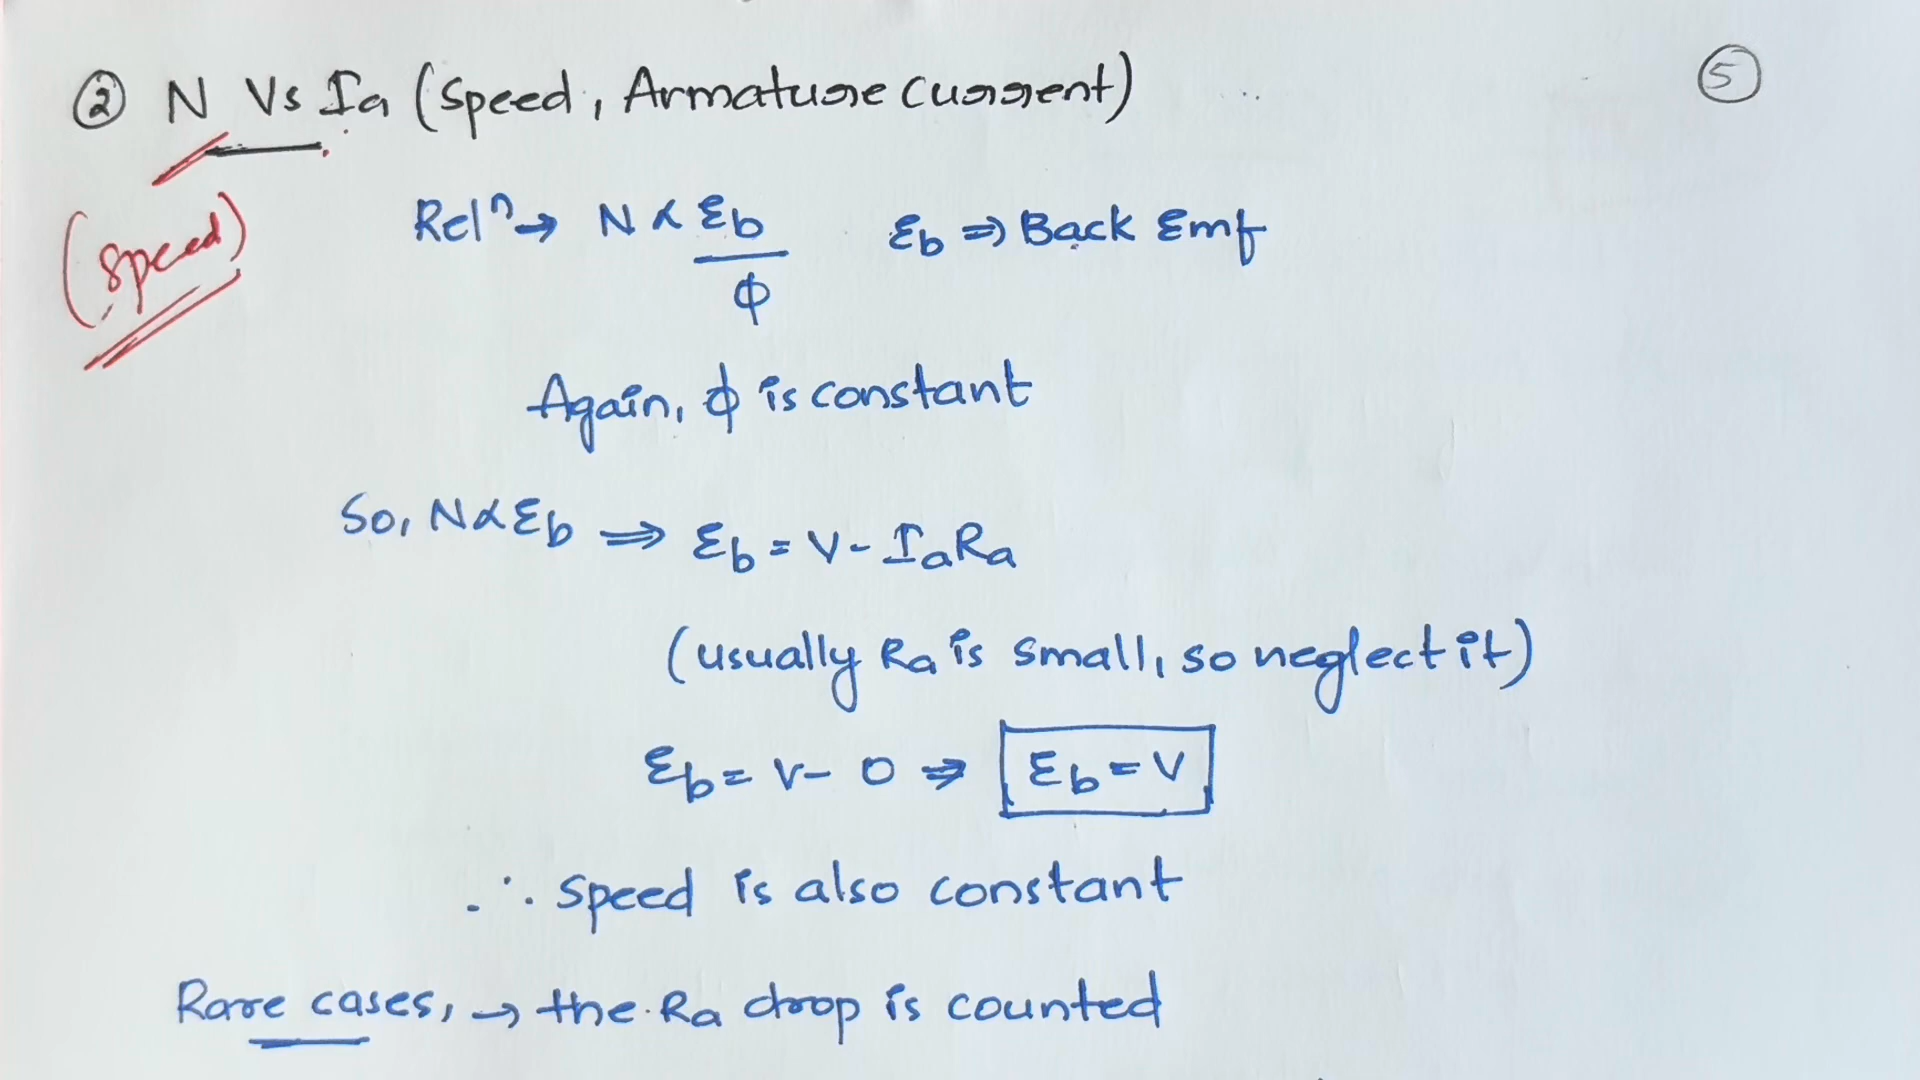 ② N Vs Ia (Speed, Armature Current)
⑤
(Speed)
Relⁿ → N ∝ Eb/ϕ Eb ⇒ Back Emf
Again, ϕ is constant
So, N ∝ Eb ⇒ Eb = V - IaRa
(usually Ra is small, so neglect it)
Eb = V - 0 ⇒ Eb = V
∴ Speed is also constant
Rare cases, → the Ra drop is counted